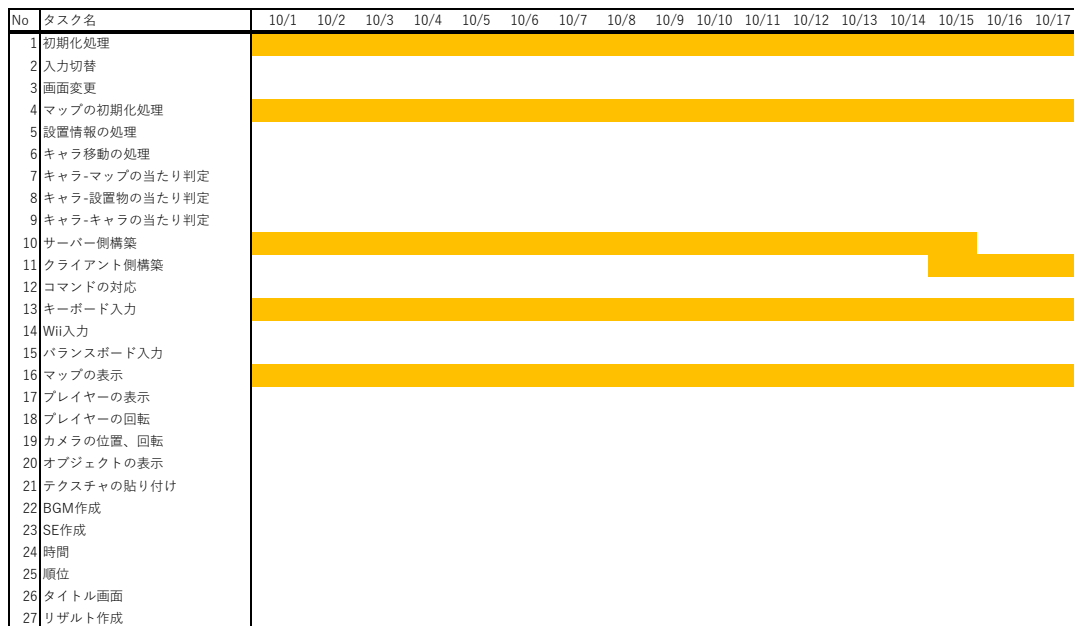 No タスク名 10/1 10/2 10/3 10/4 10/5 10/6 10/7 10/8 10/9 10/10 10/11 10/12 10/13 10/14 10/15 10/16 10/17
1 初期化処理
2 入力切替
3 画面変更
4 マップの初期化処理
5 設置情報の処理
6 キャラ移動の処理
7 キャラ-マップの当たり判定
8 キャラ-設置物の当たり判定
9 キャラ-キャラの当たり判定
10 サーバー側構築
11 クライアント側構築
12 コマンドの対応
13 キーボード入力
14 Wii入力
15 バランスボード入力
16 マップの表示
17 プレイヤーの表示
18 プレイヤーの回転
19 カメラの位置、回転
20 オブジェクトの表示
21 テクスチャの貼り付け
22 BGM作成
23 SE作成
24 時間
25 順位
26 タイトル画面
27 リザルト作成